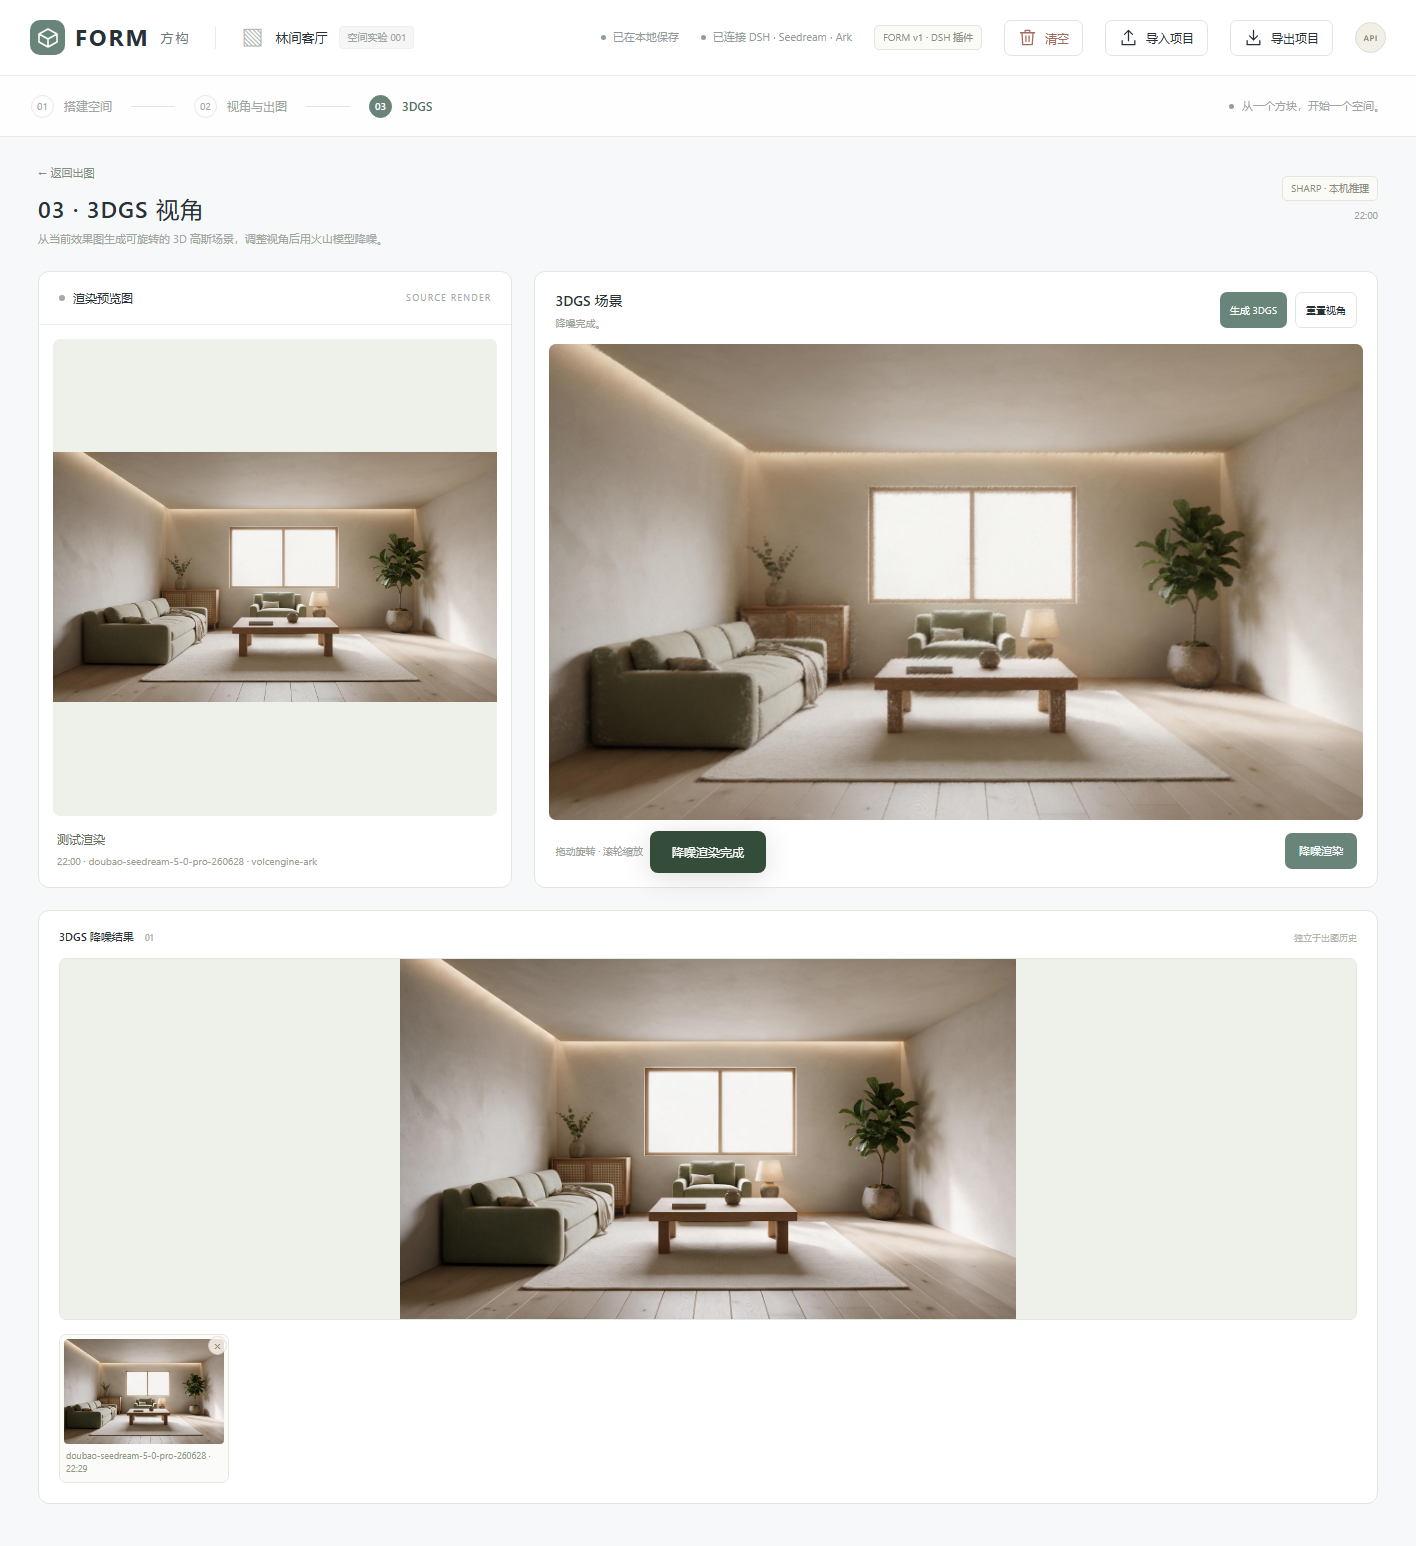 FORM 方构
林间客厅 空间实验 001
已在本地保存
已连接 DSH · Seedream · Ark
FORM v1 · DSH 插件
清空
导入项目
导出项目
API
01 搭建空间
02 视角与出图
03 3DGS
从一个方块，开始一个空间。
← 返回出图
03 · 3DGS 视角
从当前效果图生成可旋转的 3D 高斯场景，调整视角后用火山模型降噪。
SHARP · 本机推理
22:00
渲染预览图
SOURCE RENDER
测试渲染
22:00 · doubao-seedream-5-0-pro-260628 · volcengine-ark
3DGS 场景
降噪完成。
生成 3DGS
重置视角
拖动旋转 · 滚轮缩放
降噪渲染完成
降噪渲染
3DGS 降噪结果 01
独立于出图历史
doubao-seedream-5-0-pro-260628 ·
22:29